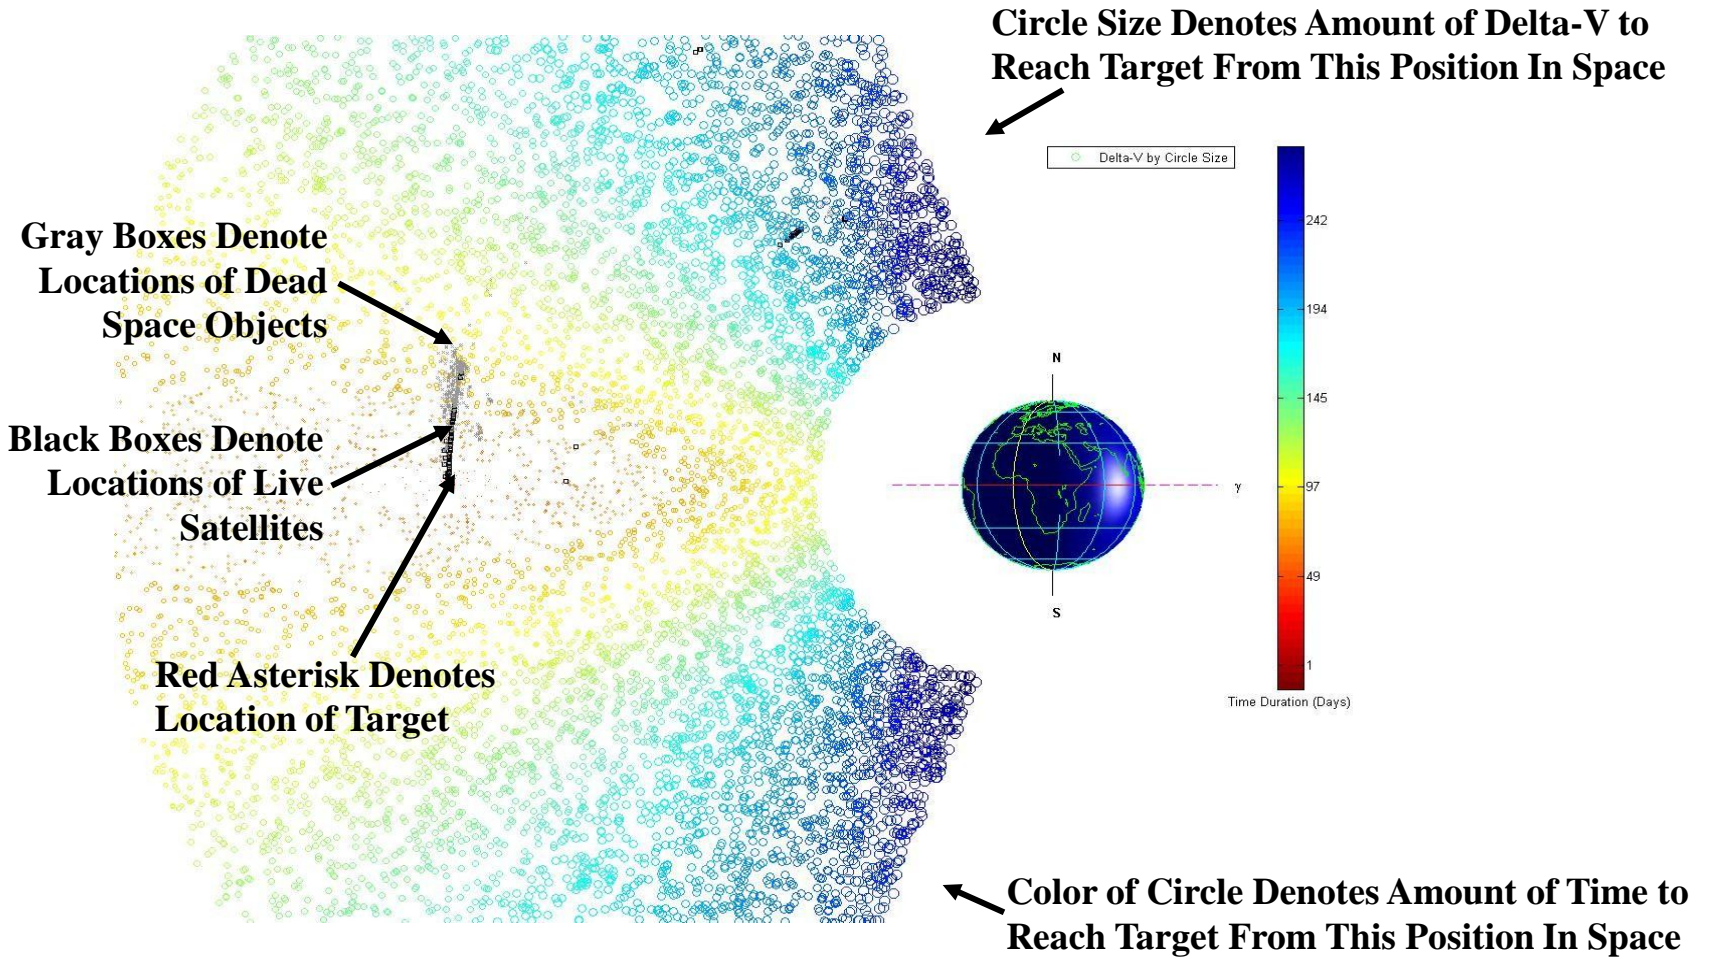 Circle Size Denotes Amount of Delta-V to
Reach Target From This Position In Space
Delta-V by Circle Size
Gray Boxes Denote
Locations of Dead
Space Objects
Black Boxes Denote
Locations of Live
Satellites
Red Asterisk Denotes
Location of Target
N
S
γ
242
194
145
97
49
1
Time Duration (Days)
Color of Circle Denotes Amount of Time to
Reach Target From This Position In Space